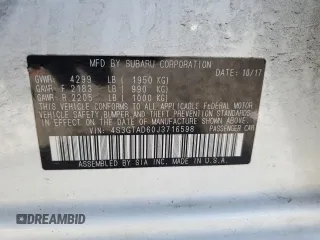 MFD BY SUBARU CORPORATION
GVWR: 4299 LB (1950 KG) DATE: 10/17
GAWR: F 2183 LB (990 KG)
GAWR: R 2205 LB (1000 KG)
THIS VEHICLE CONFORMS TO ALL APPLICABLE FeDERAL MOTOR
VEHICLE SAFETY, BUMPER, AND THEFT PREVENTION STANDARDS
IN EFFECT ON THE DATE OF MANUFACTURE SHOWN ABOVE.
VIN: 4S3GTAD60J3716598 PASSENGER CAR
ASSEMBLED BY SIA INC. MADE IN U.S.A.
© DREAMBID